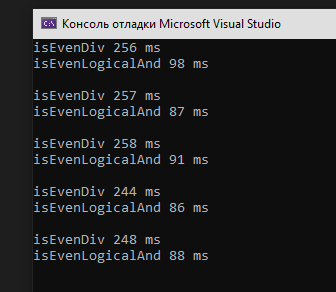 Консоль отладки Microsoft Visual Studio
isEvenDiv 256 ms
isEvenLogicalAnd 98 ms
isEvenDiv 257 ms
isEvenLogicalAnd 87 ms
isEvenDiv 258 ms
isEvenLogicalAnd 91 ms
isEvenDiv 244 ms
isEvenLogicalAnd 86 ms
isEvenDiv 248 ms
isEvenLogicalAnd 88 ms